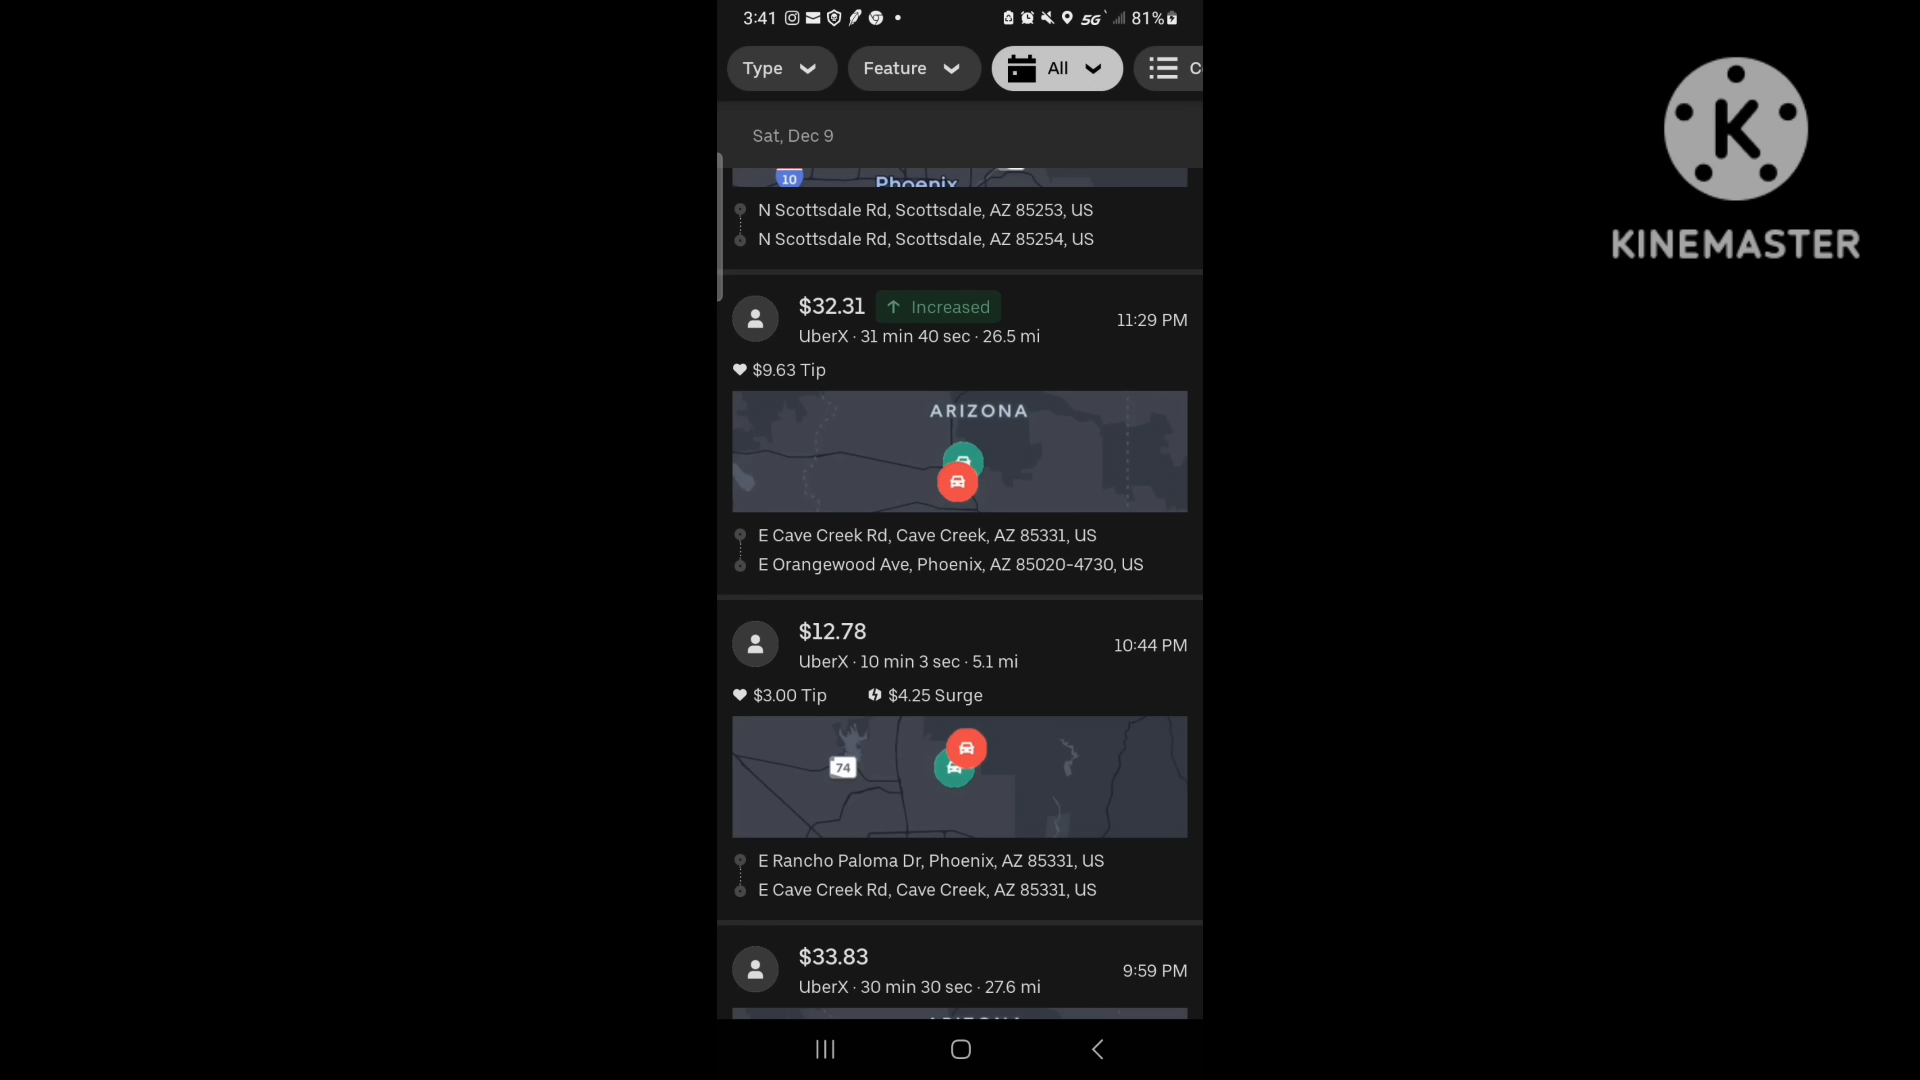 3:41
5G
81%
Type
Feature
All
C
Sat, Dec 9
10
Phoenix
N Scottsdale Rd, Scottsdale, AZ 85253, US
N Scottsdale Rd, Scottsdale, AZ 85254, US
$32.31 Increased
UberX · 31 min 40 sec · 26.5 mi
11:29 PM
$9.63 Tip
ARIZONA
E Cave Creek Rd, Cave Creek, AZ 85331, US
E Orangewood Ave, Phoenix, AZ 85020-4730, US
$12.78
UberX · 10 min 3 sec · 5.1 mi
10:44 PM
$3.00 Tip
$4.25 Surge
74
E Rancho Paloma Dr, Phoenix, AZ 85331, US
E Cave Creek Rd, Cave Creek, AZ 85331, US
$33.83
UberX · 30 min 30 sec · 27.6 mi
9:59 PM
K
KINEMASTER